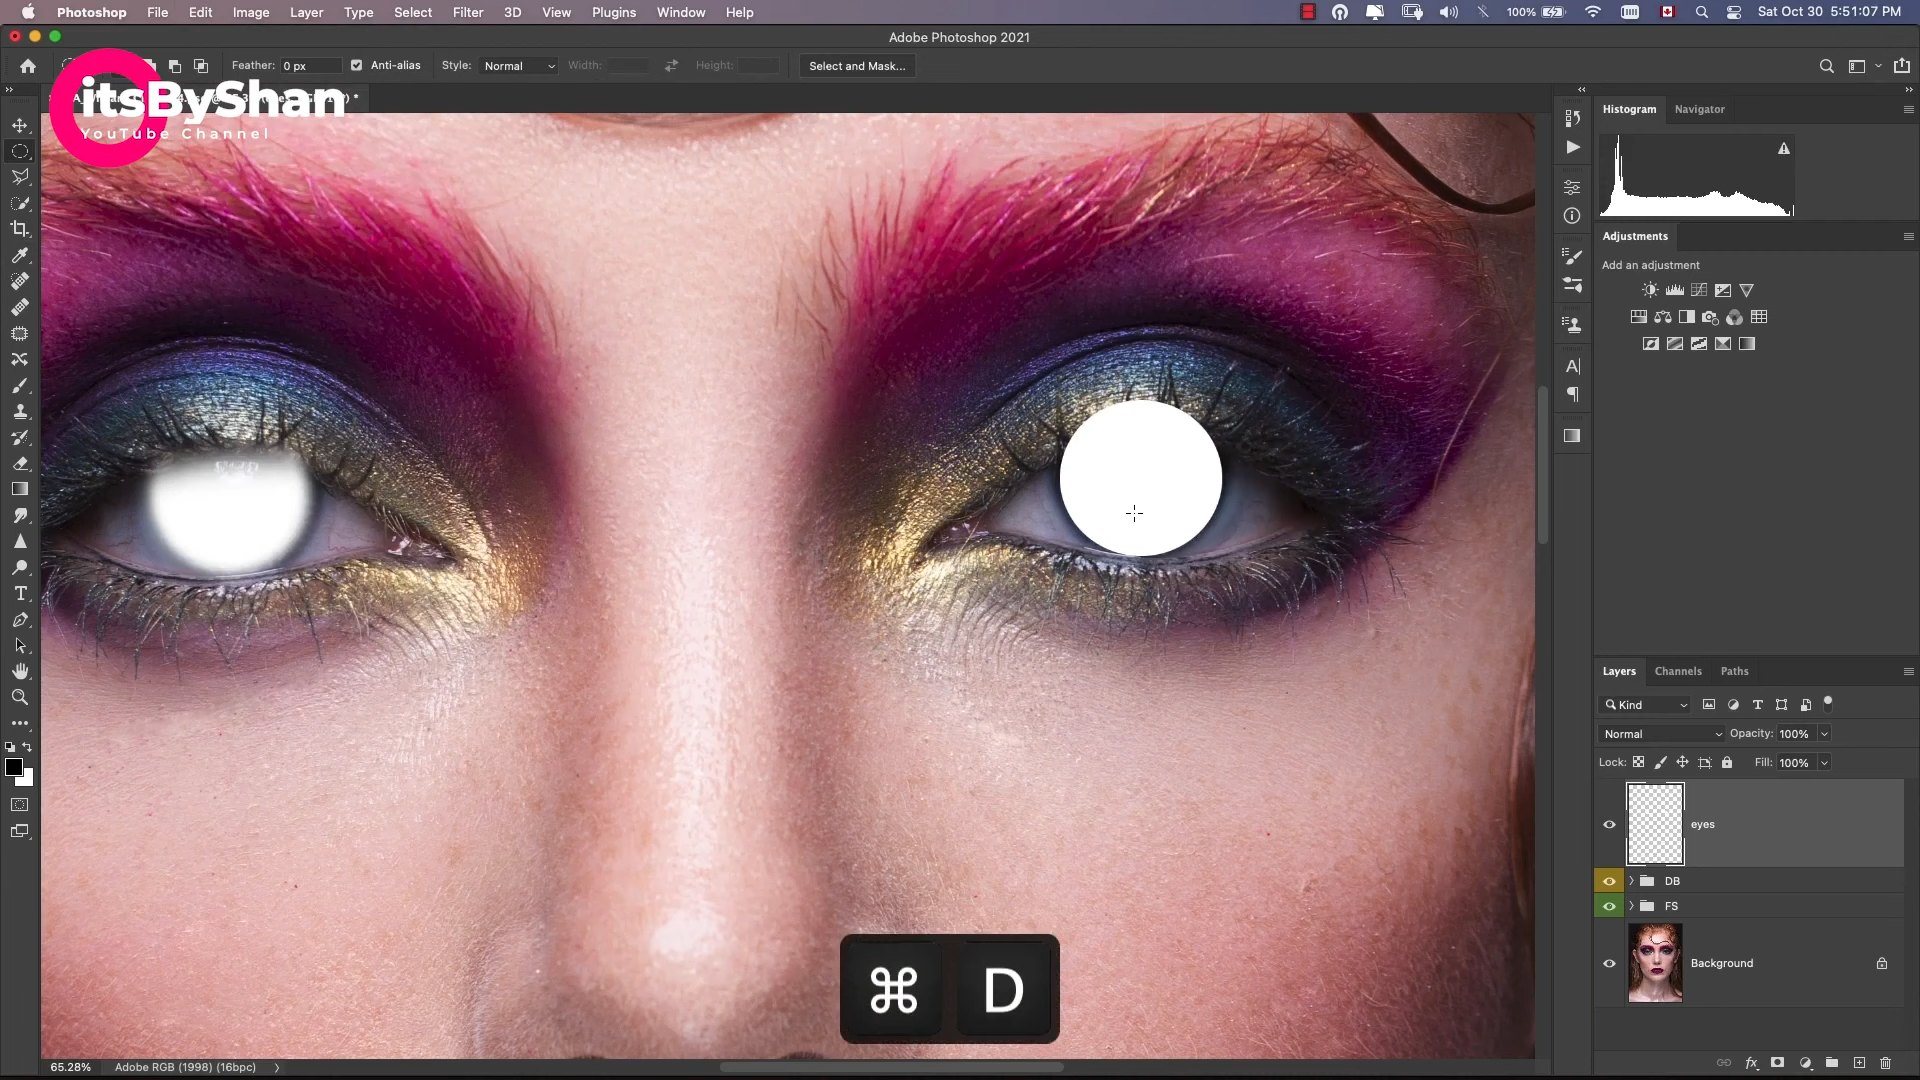 Photoshop File Edit Image Layer Type Select Filter 3D View Plugins Window Help 100% Sat Oct 30 5:51:07 PM
Adobe Photoshop 2021
Feather: 0 px Anti-alias Style: Normal Width: Height: Select and Mask...
itsByShan
YouTube Channel
Histogram Navigator
Adjustments
Add an adjustment
Layers Channels Paths
Kind
Normal Opacity: 100%
Lock: Fill: 100%
eyes
DB
FS
Background
⌘ D
65.28% Adobe RGB (1998) (16bpc)